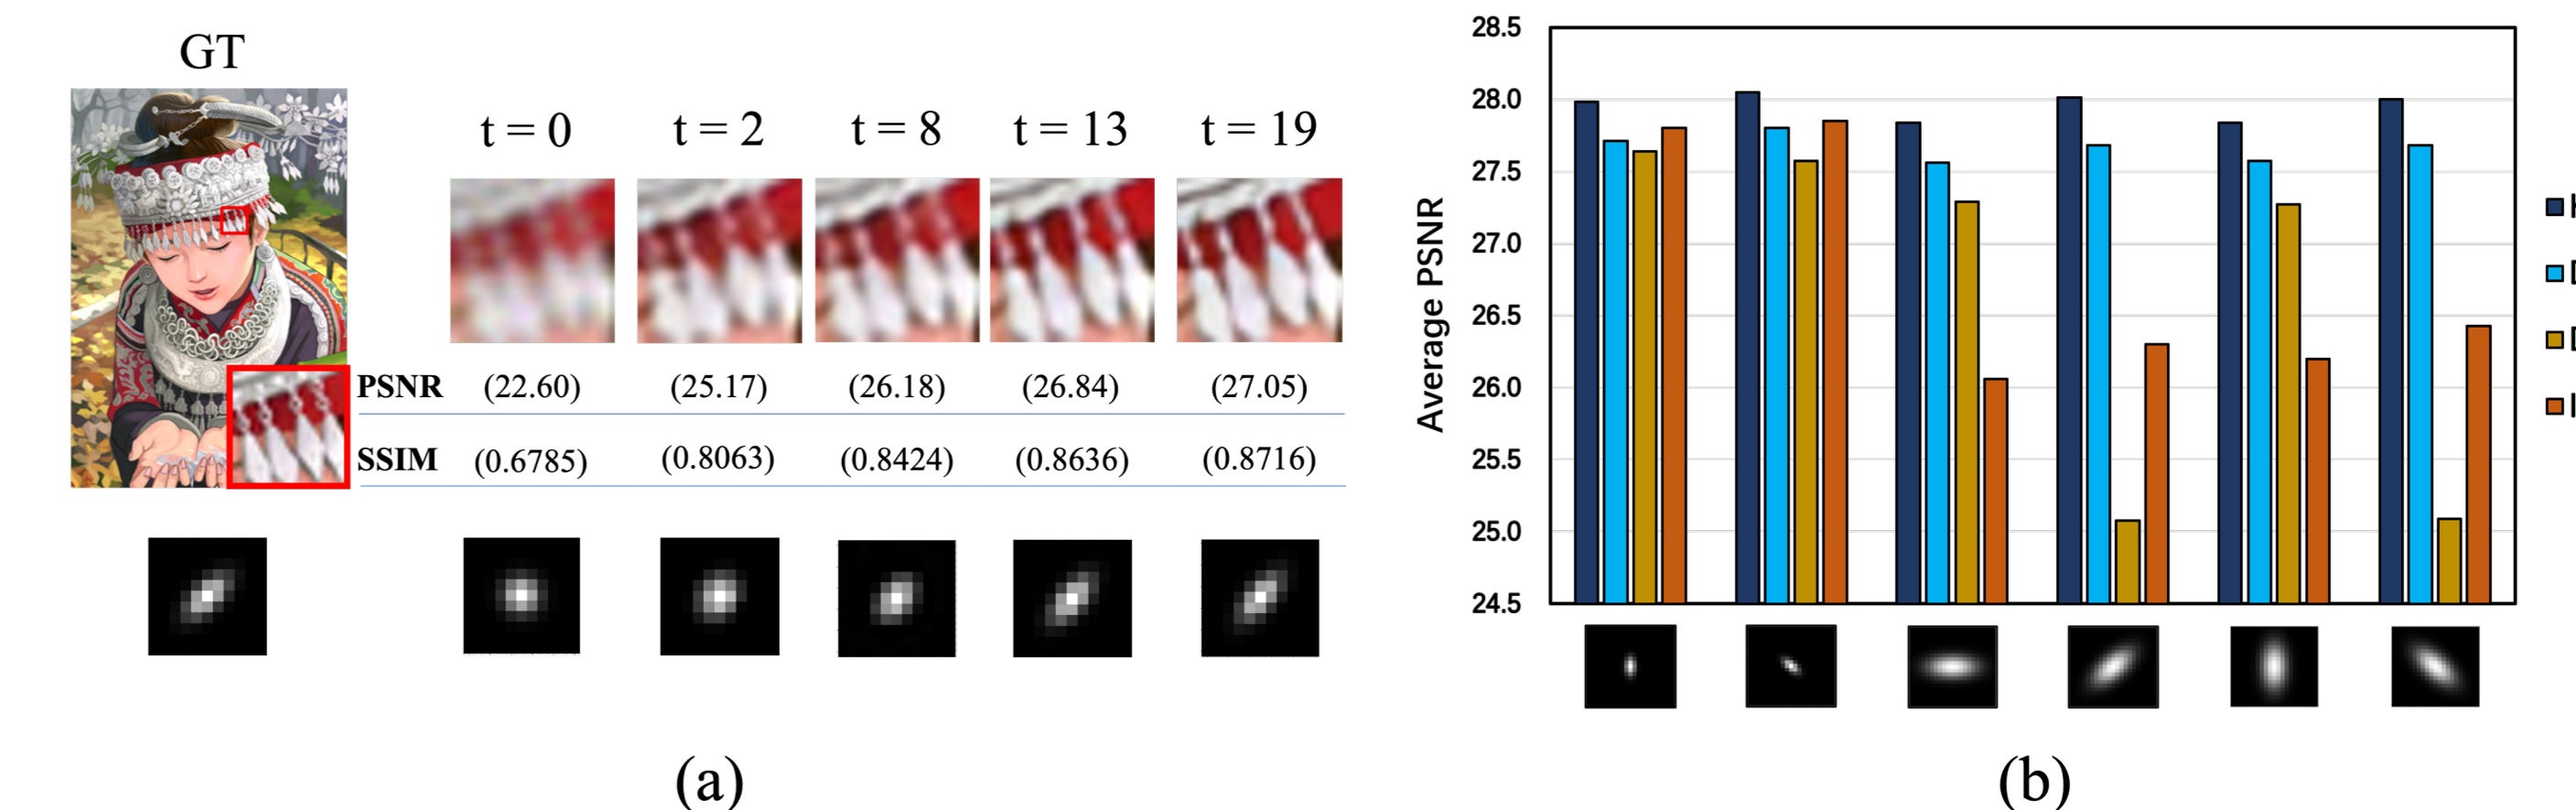 GT
t = 0 t = 2 t = 8 t = 13 t = 19
PSNR (22.60) (25.17) (26.18) (26.84) (27.05)
SSIM (0.6785) (0.8063) (0.8424) (0.8636) (0.8716)
(a)
Average PSNR
28.5
28.0
27.5
27.0
26.5
26.0
25.5
25.0
24.5
(b)